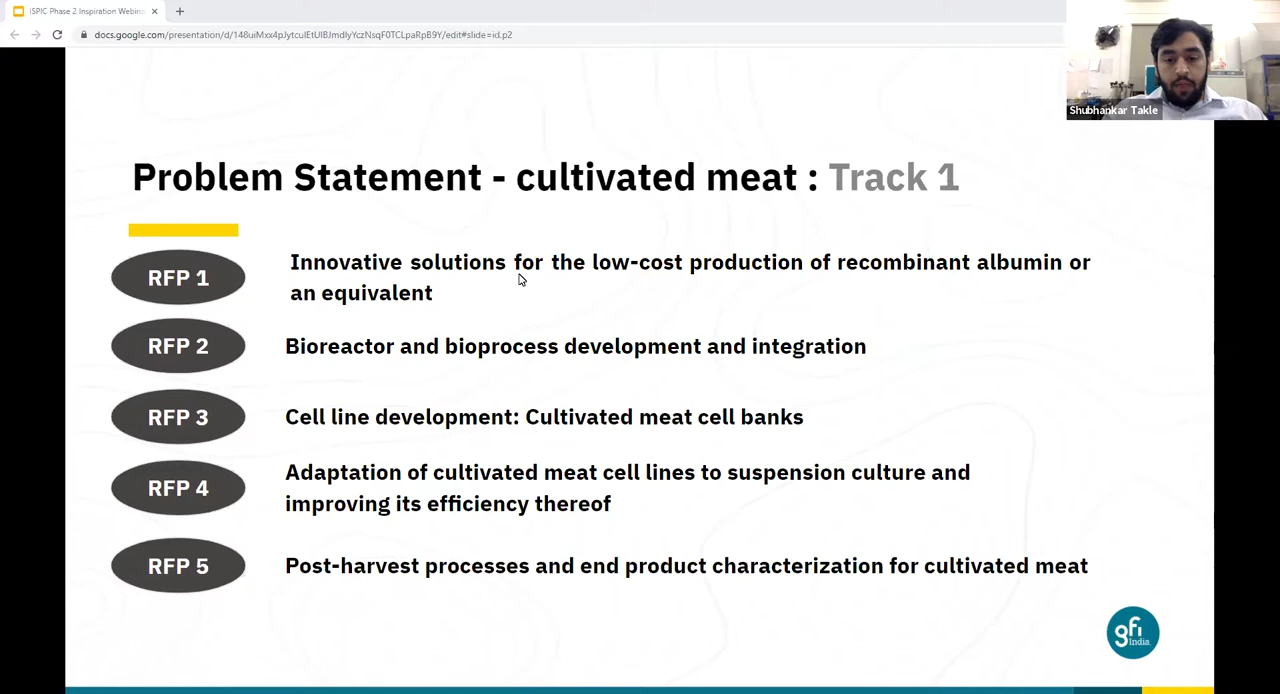 iSPIC Phase 2 Inspiration Webina
docs.google.com/presentation/d/148uiMxx4pJytcuIEtUIBJmdlyYczNsqF0TCLpaRpB9Y/edit#slide=id.p2
Shubhankar Takle
Problem Statement - cultivated meat : Track 1
RFP 1
Innovative solutions for the low-cost production of recombinant albumin or
an equivalent
RFP 2
Bioreactor and bioprocess development and integration
RFP 3
Cell line development: Cultivated meat cell banks
RFP 4
Adaptation of cultivated meat cell lines to suspension culture and
improving its efficiency thereof
RFP 5
Post-harvest processes and end product characterization for cultivated meat
gfi
India.